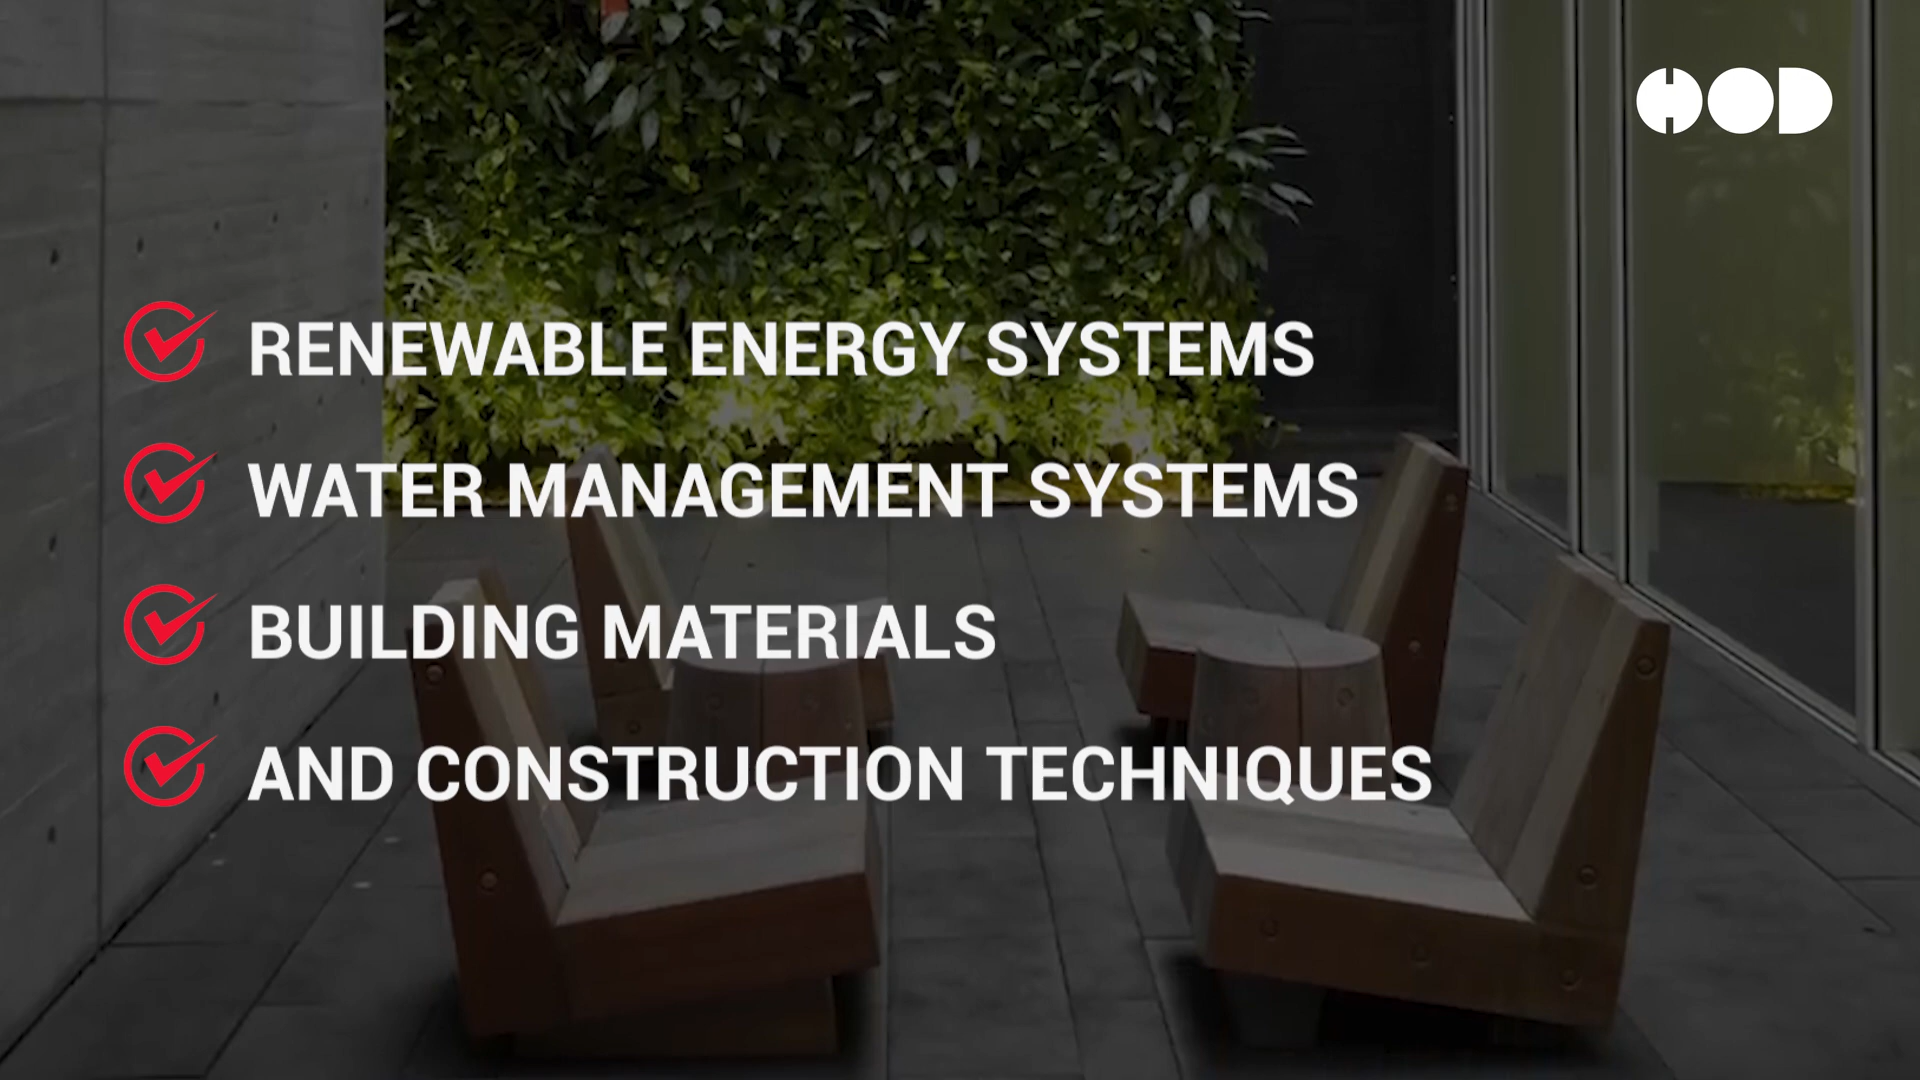 HOD
RENEWABLE ENERGY SYSTEMS
WATER MANAGEMENT SYSTEMS
BUILDING MATERIALS
AND CONSTRUCTION TECHNIQUES